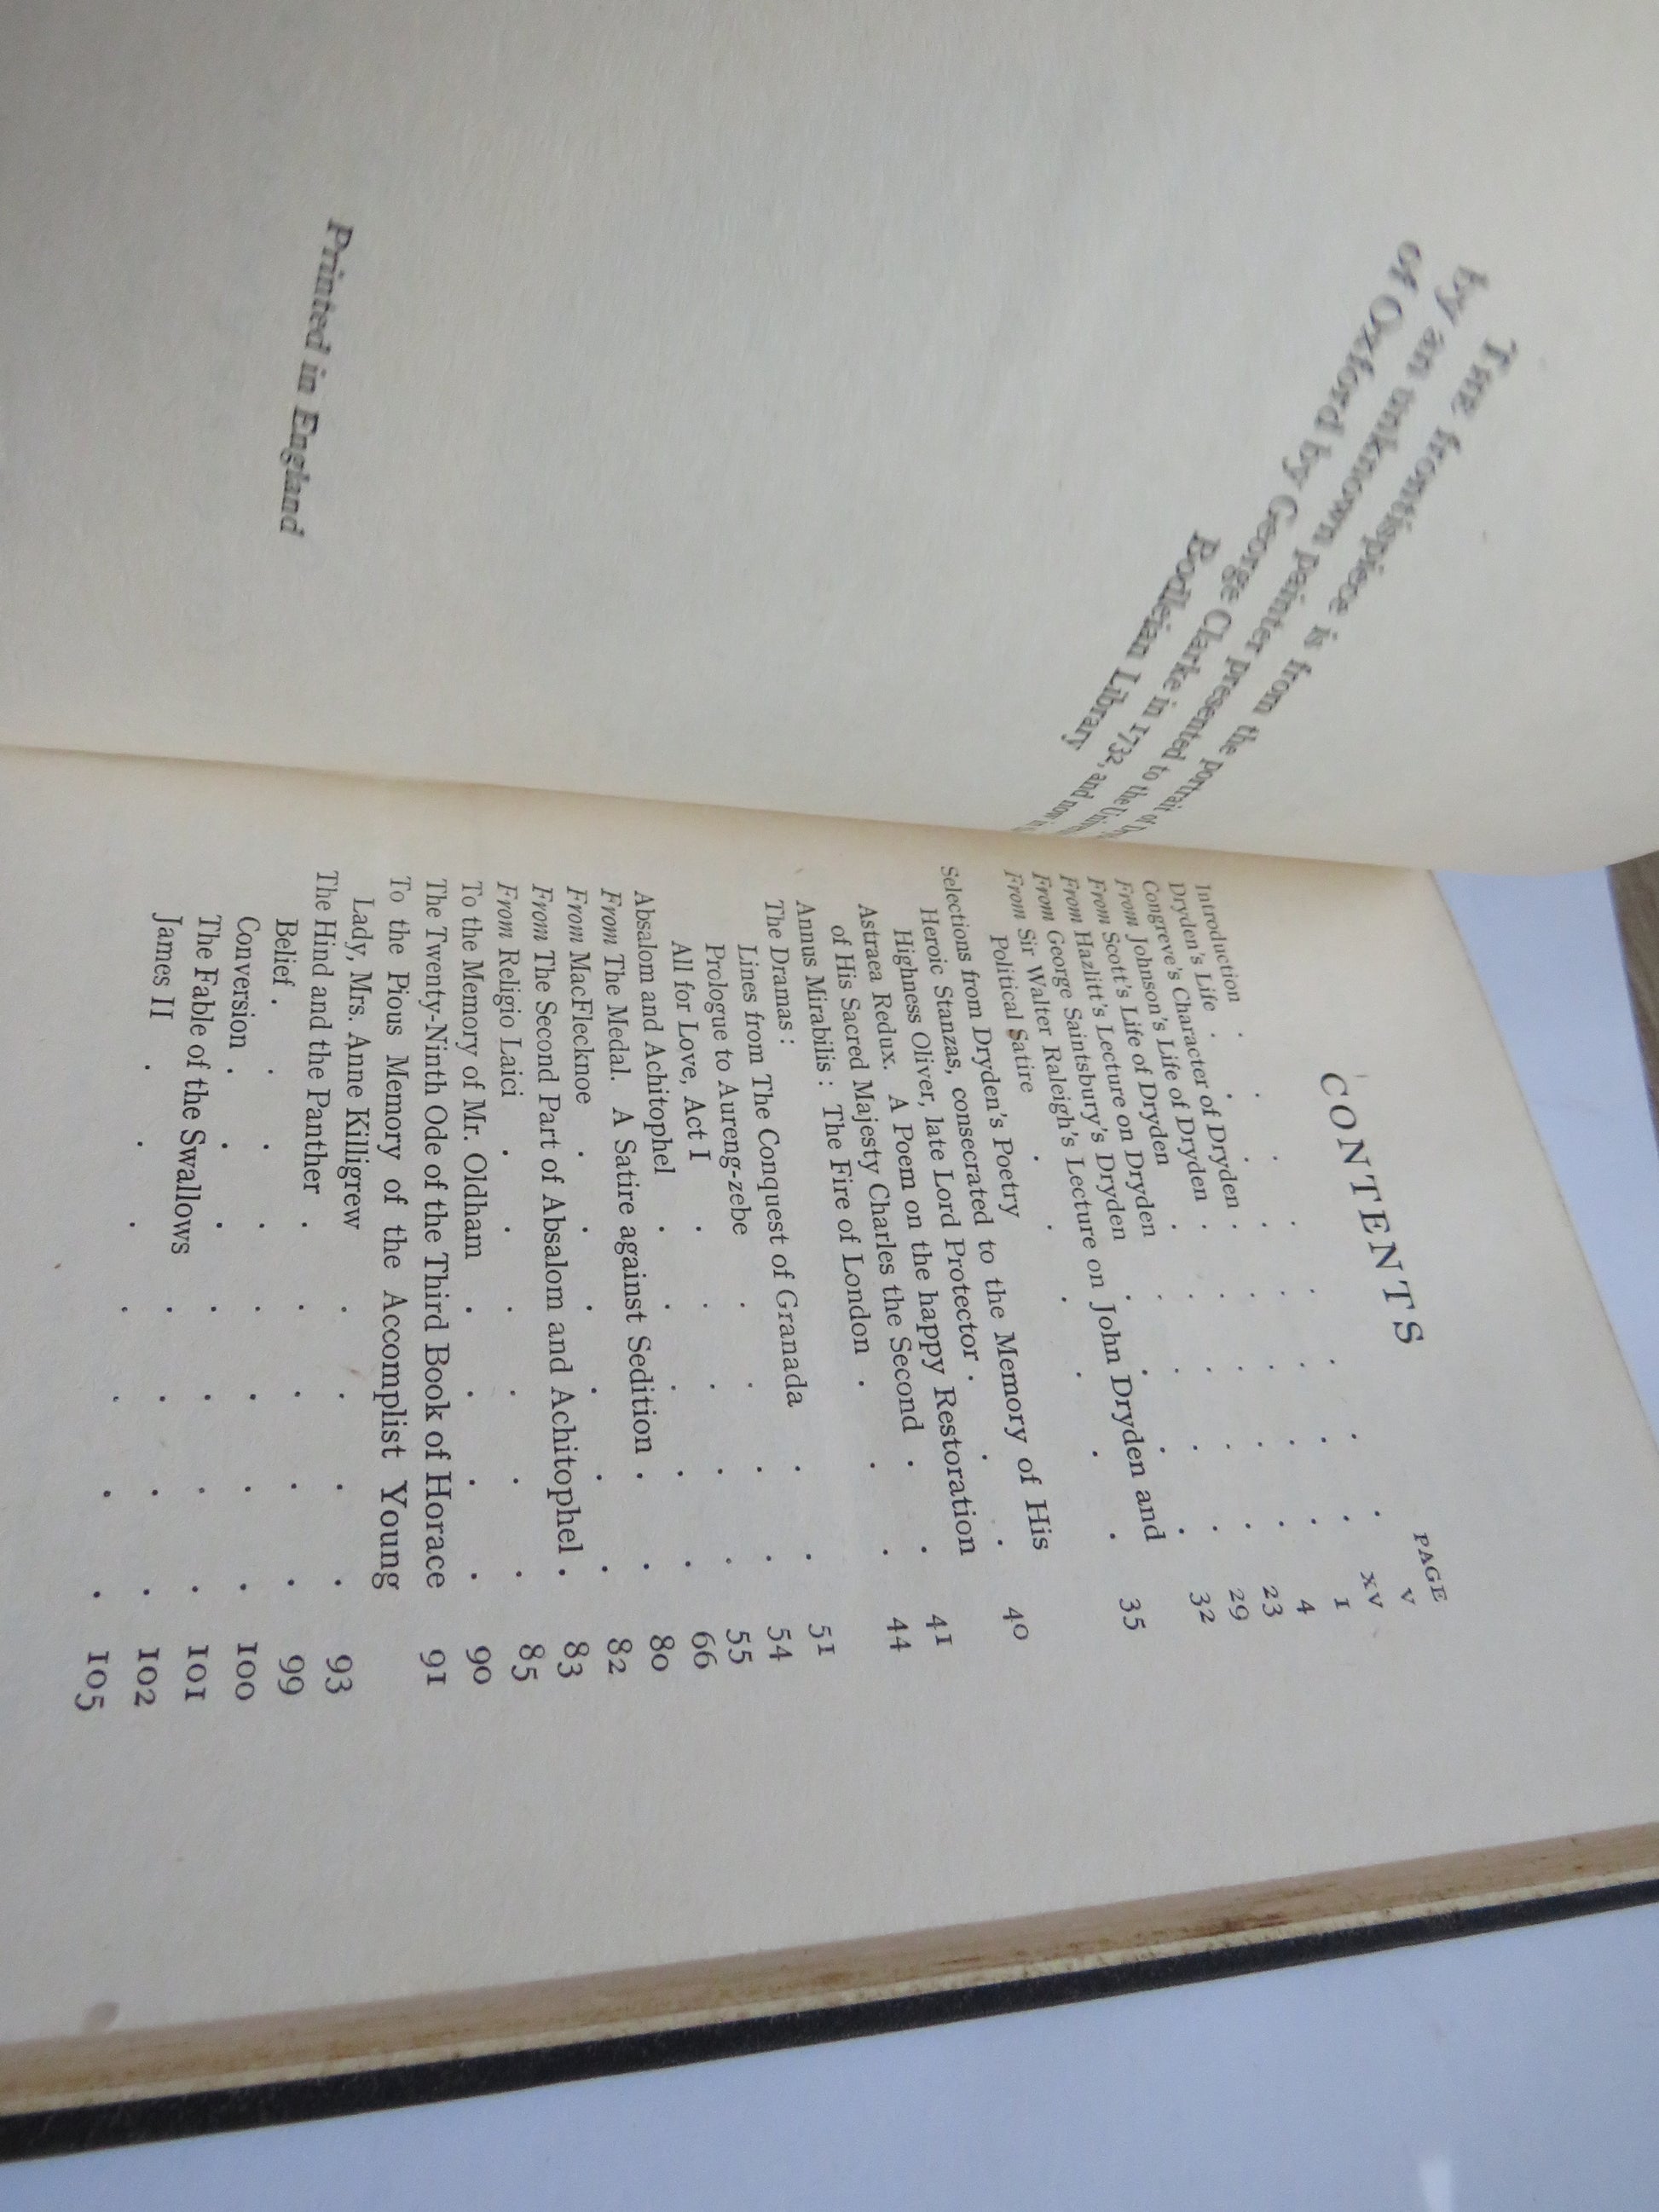 THE frontispiece is from the portrait of
by an unknown painter presented to the
of Oxford by George Clarke in 1732, and now in
Bodleian Library
Printed in England
CONTENTS
PAGE
Introduction . . . . . . . v
Dryden's Life . . . . . . . xv
Congreve's Character of Dryden . . . . . 1
From Johnson's Life of Dryden . . . . . 4
From Scott's Life of Dryden . . . . . 23
From Hazlitt's Lecture on Dryden . . . . 29
From George Saintsbury's Dryden . . . . 32
From Sir Walter Raleigh's Lecture on John Dryden and
Political Satire . . . . . . 35
Selections from Dryden's Poetry
Heroic Stanzas, consecrated to the Memory of His
Highness Oliver, late Lord Protector . . . 40
Astraea Redux. A Poem on the happy Restoration
of His Sacred Majesty Charles the Second . . 41
Annus Mirabilis : The Fire of London . . . 44
The Dramas :
Lines from The Conquest of Granada . . 51
Prologue to Aureng-zebe . . . . 54
All for Love, Act I . . . . . 55
Absalom and Achitophel . . . . . 66
From The Medal. A Satire against Sedition . . 80
From MacFlecknoe . . . . . . 82
From The Second Part of Absalom and Achitophel . 83
From Religio Laici . . . . . . 85
To the Memory of Mr. Oldham . . . . 90
The Twenty-Ninth Ode of the Third Book of Horace 91
To the Pious Memory of the Accomplist Young
Lady, Mrs. Anne Killigrew . . . . 93
The Hind and the Panther . . . . . 99
Belief . . . . . . . . 100
Conversion . . . . . . . 101
The Fable of the Swallows . . . . 102
James II . . . . . . . 105